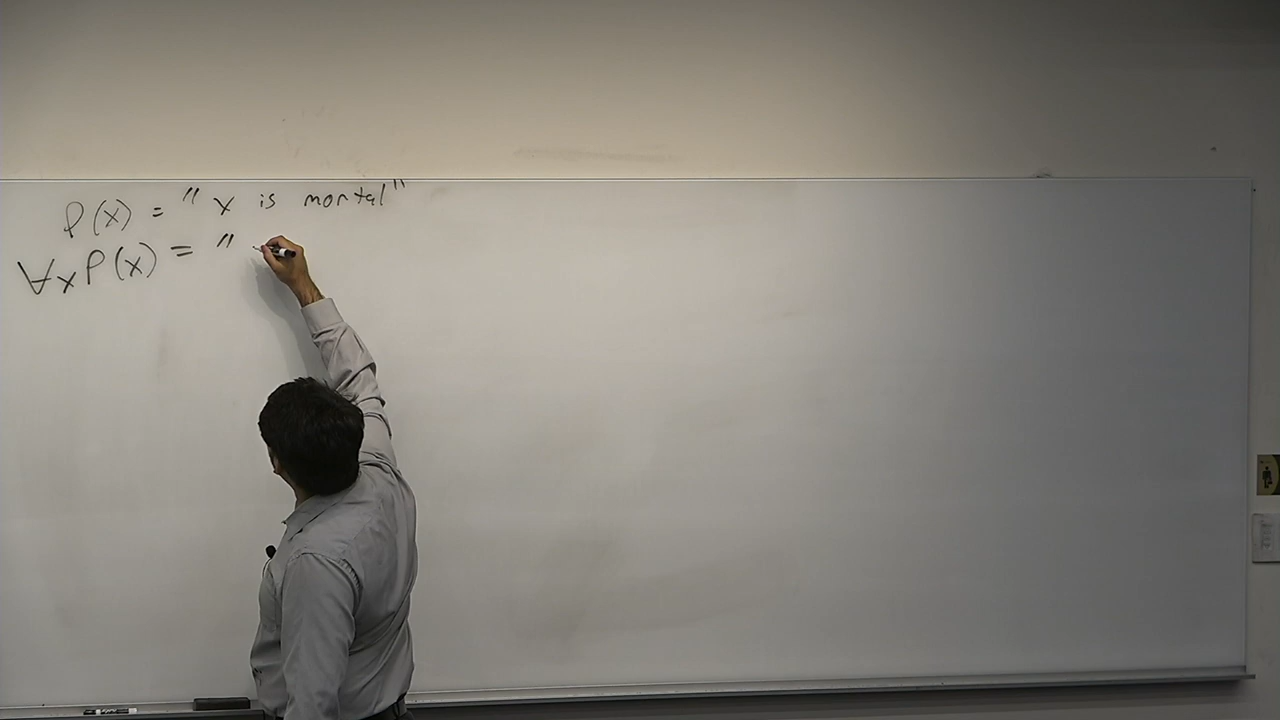 P(x) = " x is mortal"
∀x P(x) = "